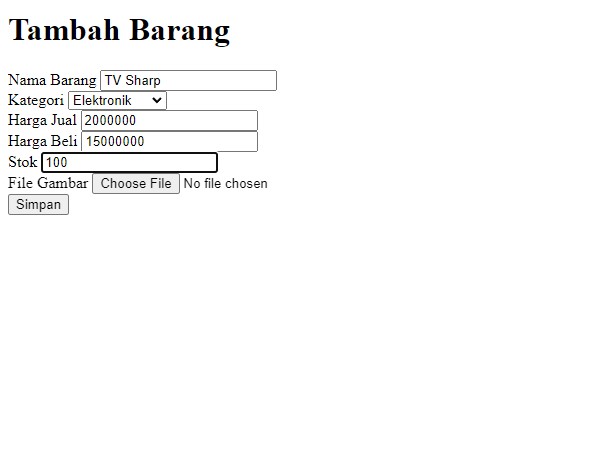 Tambah Barang
Nama Barang TV Sharp
Kategori Elektronik
Harga Jual 2000000
Harga Beli 15000000
Stok 100
File Gambar Choose File No file chosen
Simpan